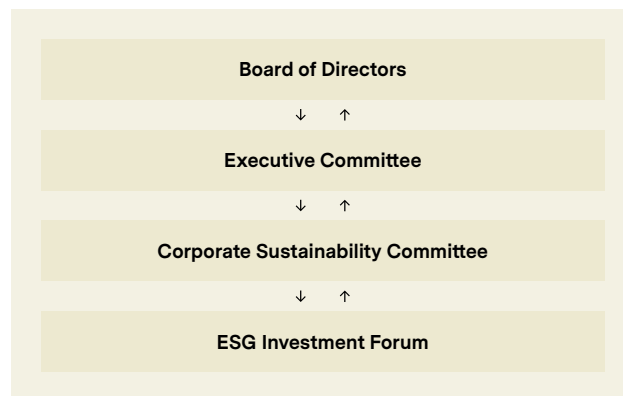 Board of Directors
↓ ↑
Executive Committee
↓ ↑
Corporate Sustainability Committee
↓ ↑
ESG Investment Forum